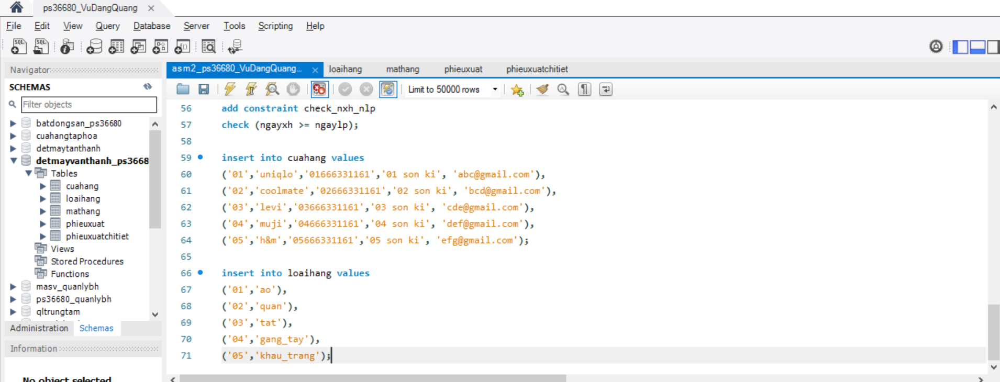 ps36680_VuDangQuang
File Edit View Query Database Server Tools Scripting Help
Navigator
SCHEMAS
Filter objects
batdongsan_ps36680
cuahangtaphoa
detmaytanthanh
detmayvanthanh_ps3668
Tables
cuahang
loaihang
mathang
phieuxuat
phieuxuatchitiet
Views
Stored Procedures
Functions
masv_quanlybh
ps36680_quanlybh
qltrungtam
Administration Schemas
Information
No object selected
asm2_ps36680_VuDangQuang... loaihang mathang phieuxuat phieuxuatchitiet
Limit to 50000 rows
56 add constraint check_nxh_nlp
57 check (ngayxh >= ngaylp);
58
59 insert into cuahang values
60 ('01','uniqlo','01666331161','01 son ki', 'abc@gmail.com'),
61 ('02','coolmate','02666331161','02 son ki', 'bcd@gmail.com'),
62 ('03','levi','03666331161','03 son ki', 'cde@gmail.com'),
63 ('04','muji','04666331161','04 son ki', 'def@gmail.com'),
64 ('05','h&m','05666331161','05 son ki', 'efg@gmail.com');
65
66 insert into loaihang values
67 ('01','ao'),
68 ('02','quan'),
69 ('03','tat'),
70 ('04','gang_tay'),
71 ('05','khau_trang');